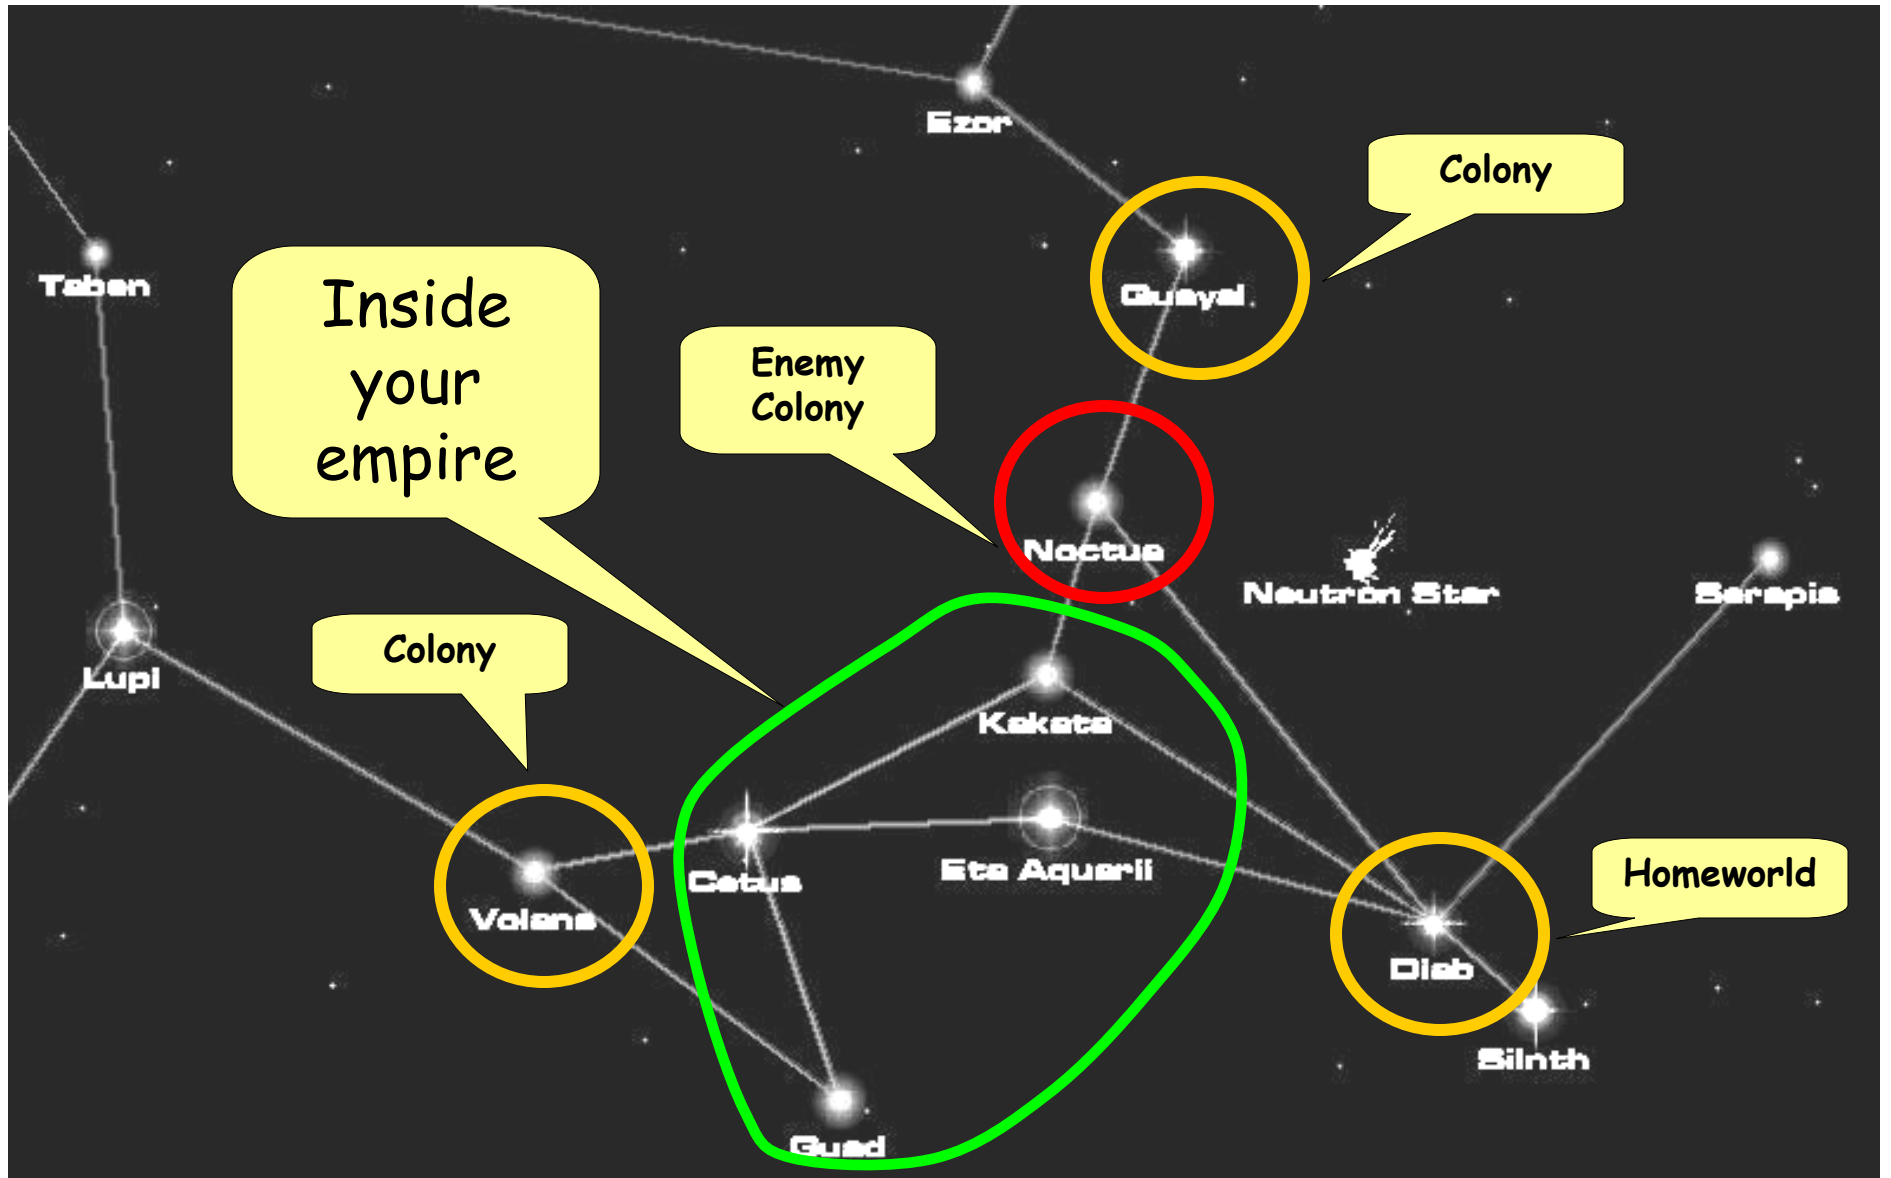 Ezor
Colony
Quayal
Taben
Inside
your
empire
Enemy
Colony
Noctua
Neutron Star
Serapis
Colony
Lupi
Kakata
Cetus
Eta Aquarii
Volans
Homeworld
Diab
Silnth
Quad